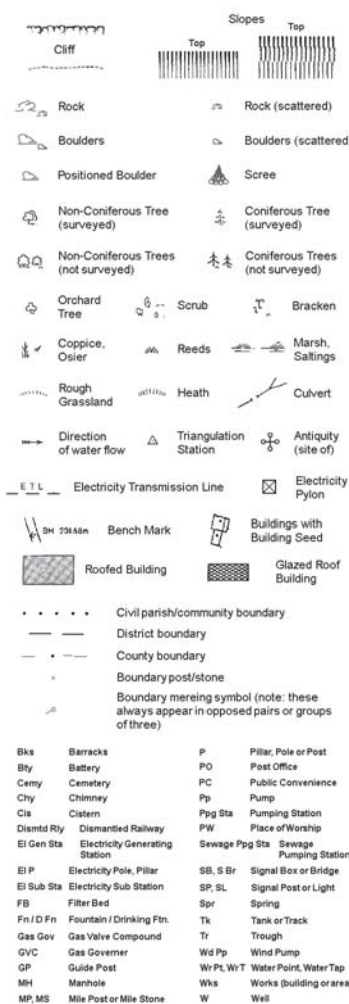 Slopes
Top
Top
Cliff
Rock
Rock (scattered)
Boulders
Boulders (scattered
Positioned Boulder
Scree
Non-Coniferous Tree
(surveyed)
Coniferous Tree
(surveyed)
Non-Coniferous Trees
(not surveyed)
Coniferous Trees
(not surveyed)
Orchard
Tree
Scrub
Bracken
Coppice,
Osier
Reeds
Marsh,
Saltings
Rough
Grassland
Heath
Culvert
Direction
of water flow
Triangulation
Station
Antiquity
(site of)
E T L
Electricity Transmission Line
Electricity
Pylon
BH 231.60m
Bench Mark
Buildings with
Building Seed
Roofed Building
Glazed Roof
Building
Civil parish/community boundary
District boundary
County boundary
Boundary post/stone
Boundary mereing symbol (note: these
always appear in opposed pairs or groups
of three)
Bks Barracks P Pillar, Pole or Post
Bty Battery PO Post Office
Cemy Cemetery PC Public Convenience
Chy Chimney Pp Pump
Cis Cistern Ppg Sta Pumping Station
Dismtd Rly Dismantled Railway PW Place of Worship
El Gen Sta Electricity Generating
Station
Sewage Ppg Sta Sewage
Pumping Station
El P Electricity Pole, Pillar SB, S Br Signal Box or Bridge
El Sub Sta Electricity Sub Station SP, SL Signal Post or Light
FB Filter Bed Spr Spring
Fn / D Fn Fountain / Drinking Ftn. Tk Tank or Track
Gas Gov Gas Valve Compound Tr Trough
GVC Gas Governer Wd Pp Wind Pump
GP Guide Post Wr Pt, Wr T Water Point, Water Tap
MH Manhole Wks Works (building or area
MP, MS Mile Post or Mile Stone W Well